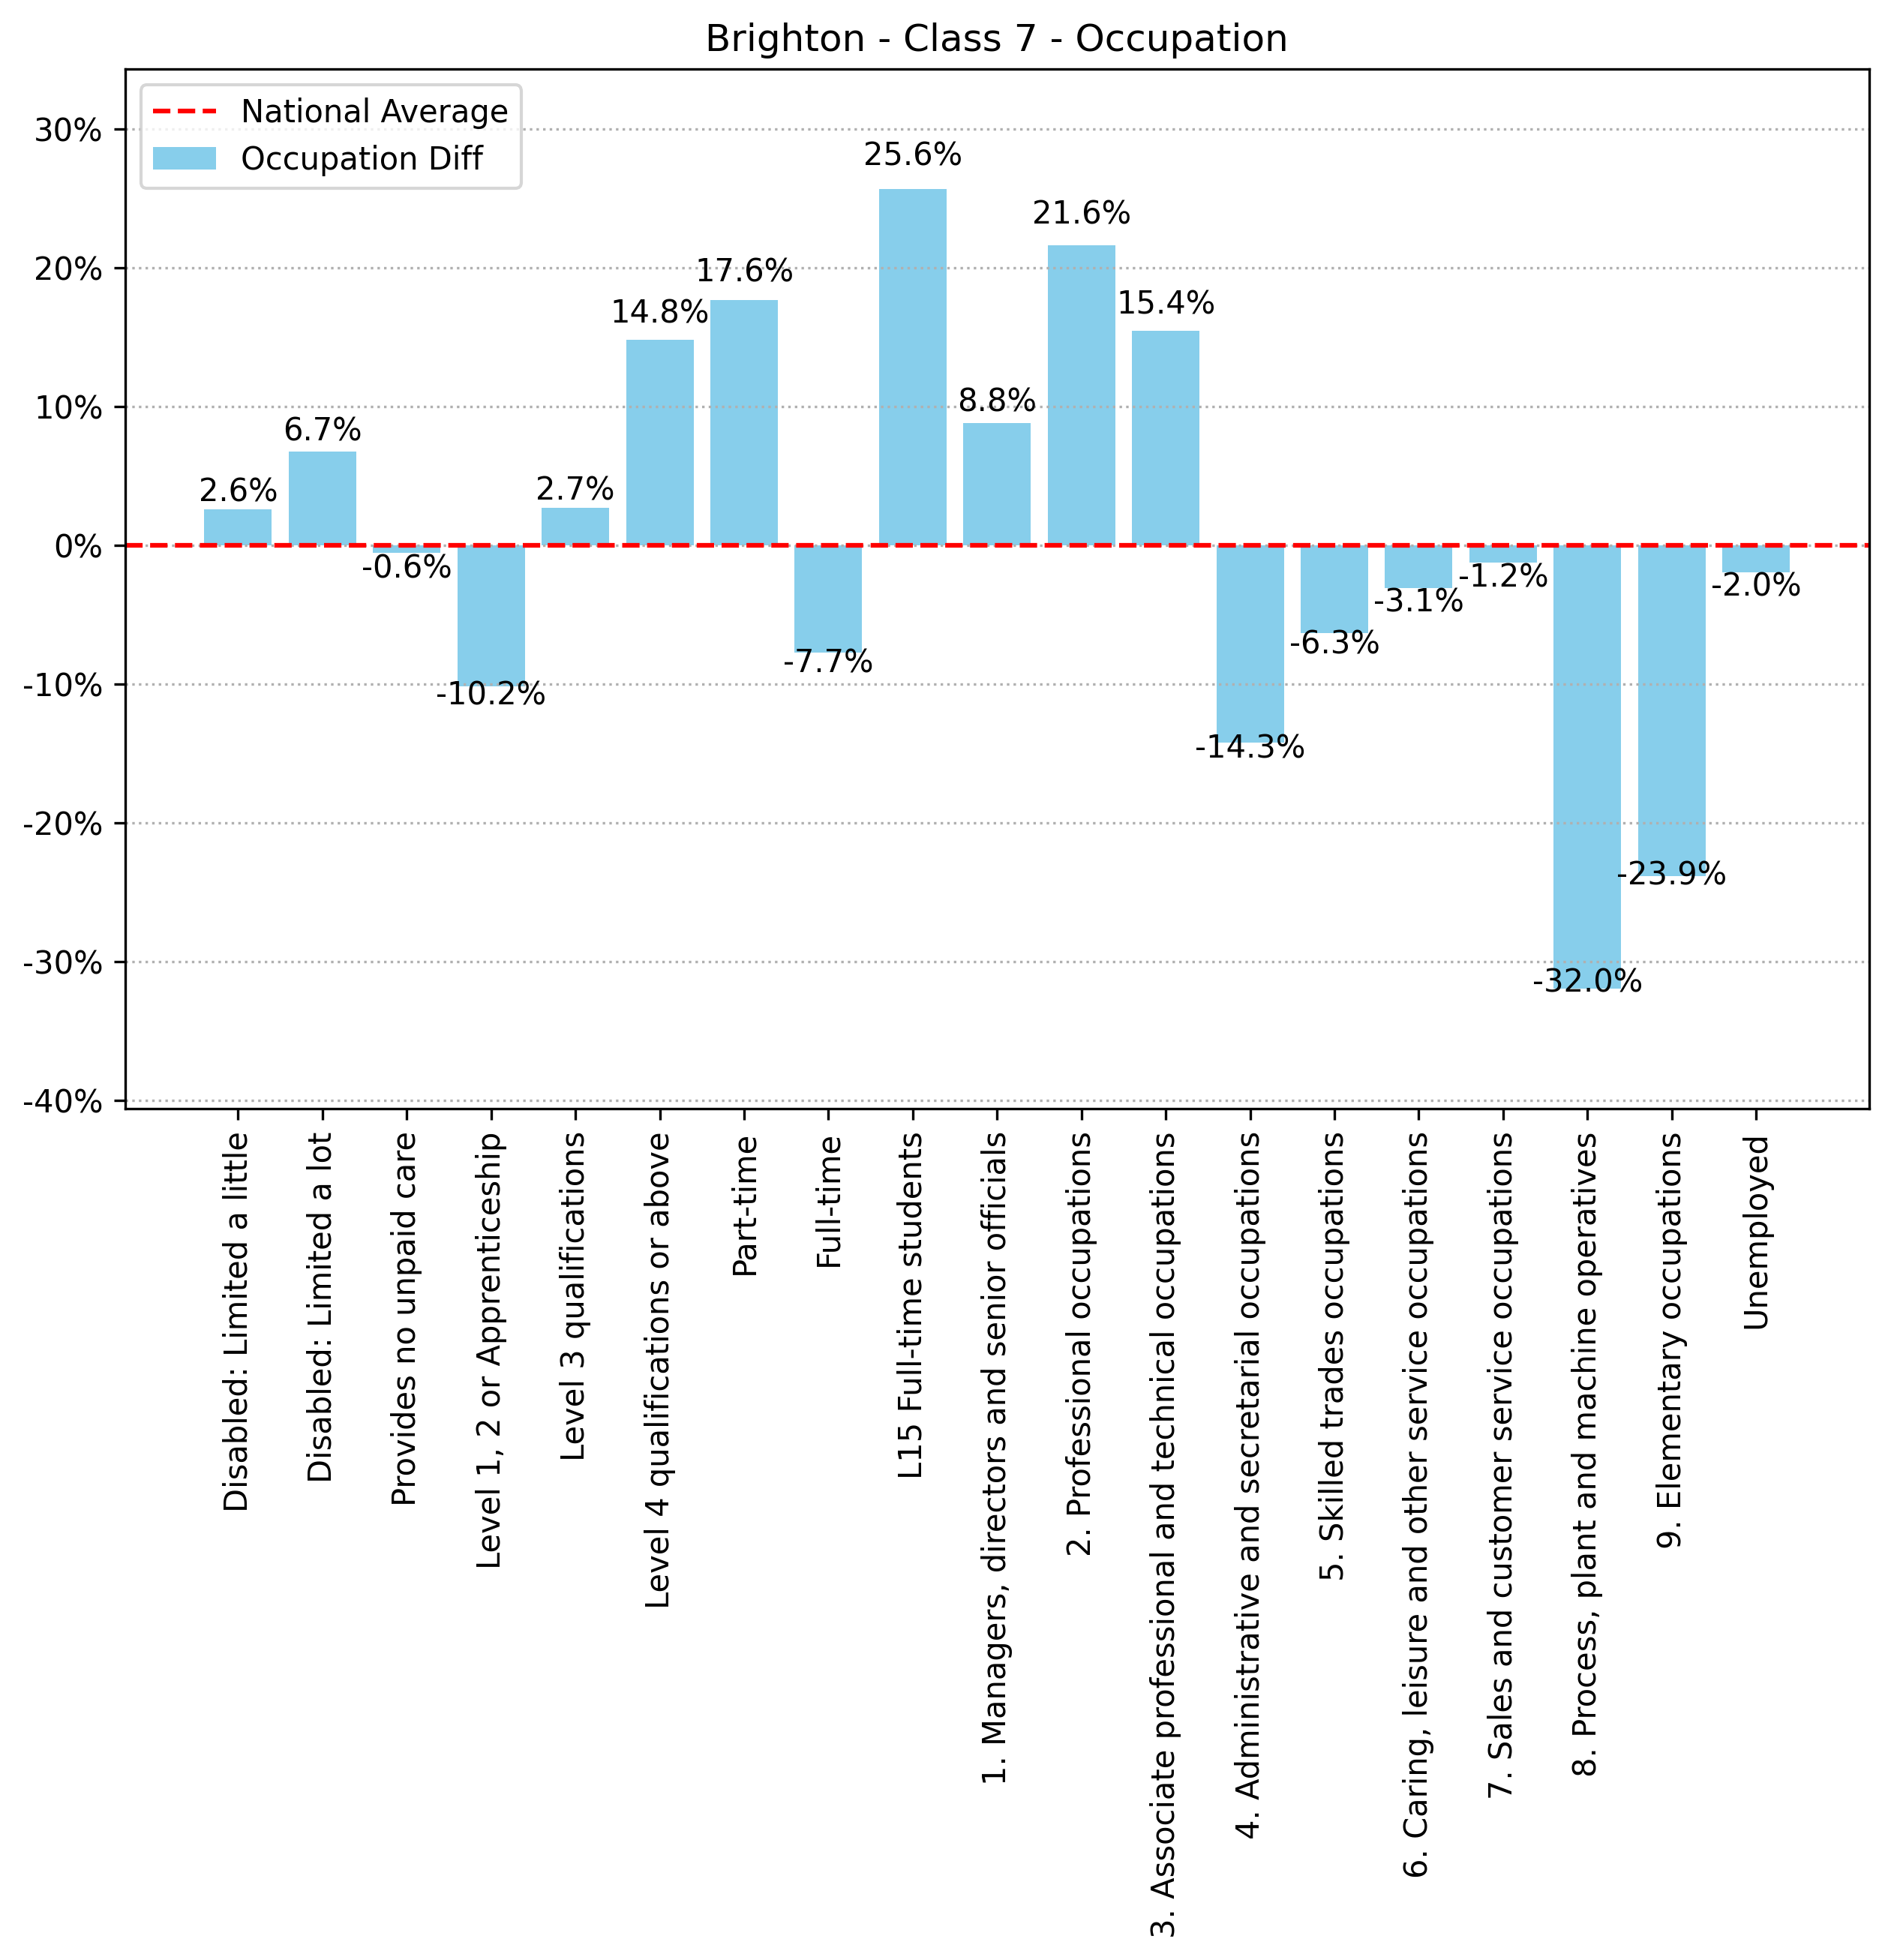 Brighton - Class 7 - Occupation
National Average
Occupation Diff
30%
20%
10%
0%
-10%
-20%
-30%
-40%
2.6%
6.7%
-0.6%
-10.2%
2.7%
14.8%
17.6%
-7.7%
25.6%
8.8%
21.6%
15.4%
-14.3%
-6.3%
-3.1%
-1.2%
-32.0%
-23.9%
-2.0%
Disabled: Limited a little
Disabled: Limited a lot
Provides no unpaid care
Level 1, 2 or Apprenticeship
Level 3 qualifications
Level 4 qualifications or above
Part-time
Full-time
L15 Full-time students
1. Managers, directors and senior officials
2. Professional occupations
3. Associate professional and technical occupations
4. Administrative and secretarial occupations
5. Skilled trades occupations
6. Caring, leisure and other service occupations
7. Sales and customer service occupations
8. Process, plant and machine operatives
9. Elementary occupations
Unemployed